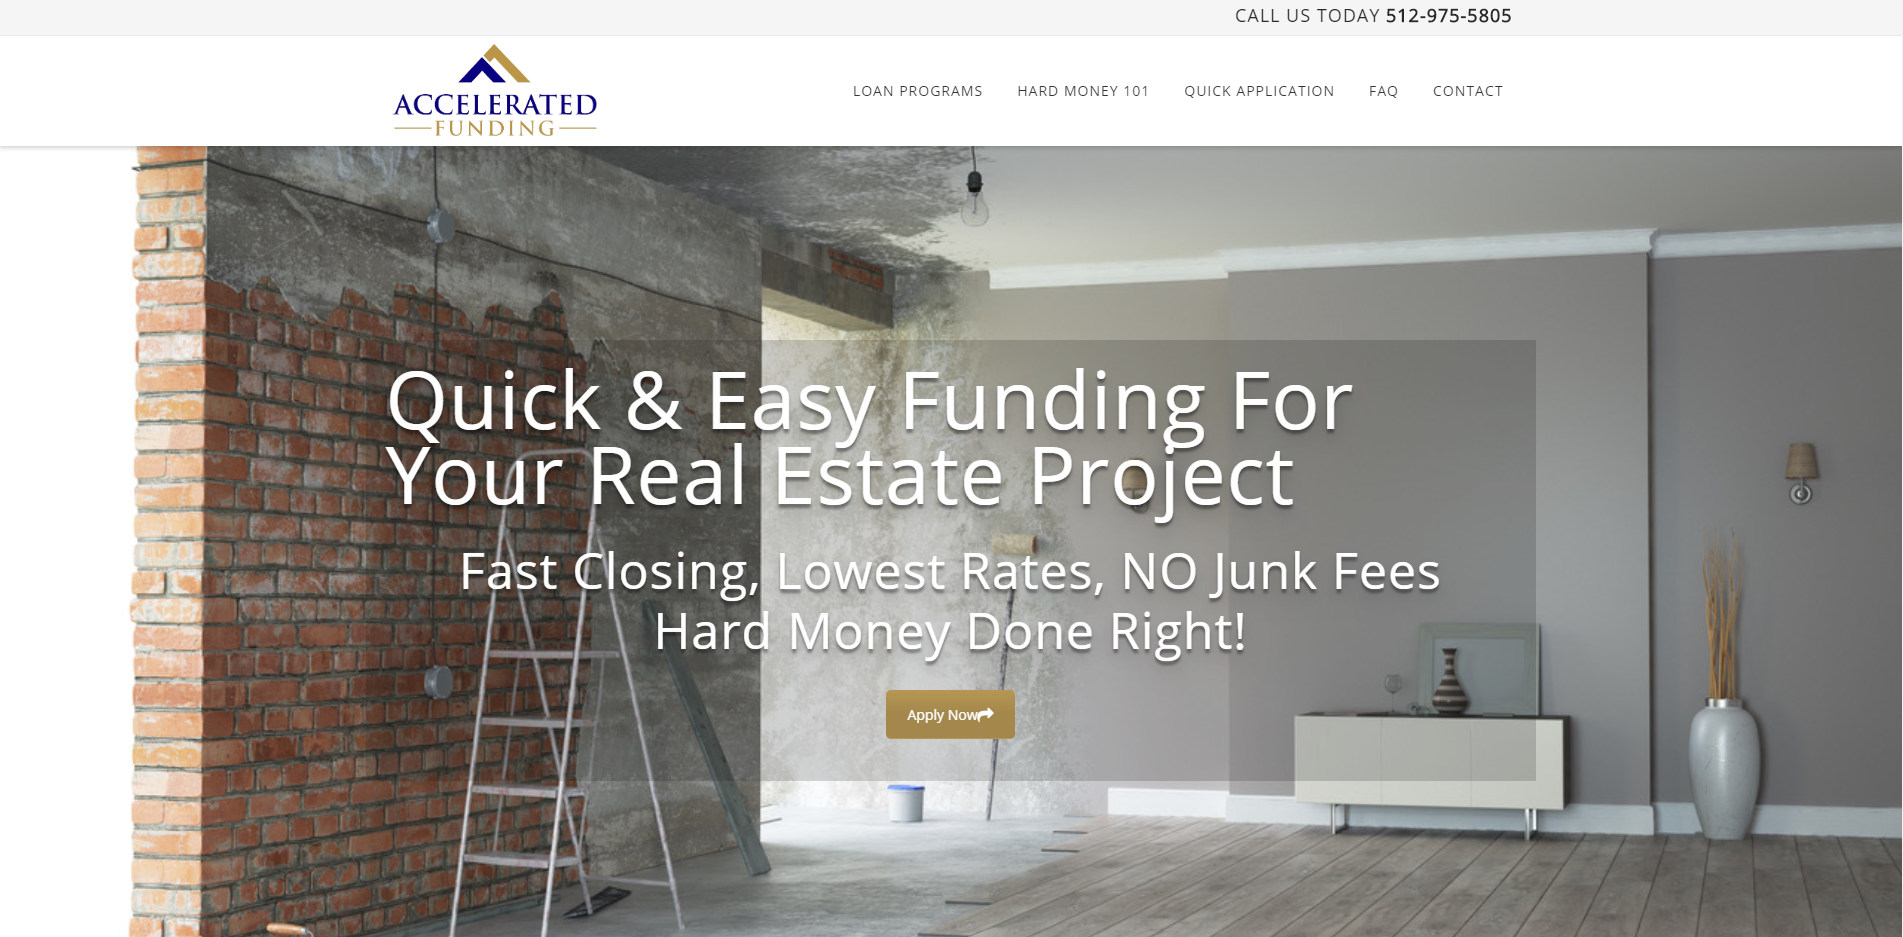 CALL US TODAY 512-975-5805
ACCELERATED
FUNDING
LOAN PROGRAMS HARD MONEY 101 QUICK APPLICATION FAQ CONTACT
Quick & Easy Funding For
Your Real Estate Project
Fast Closing, Lowest Rates, NO Junk Fees
Hard Money Done Right!
Apply Now